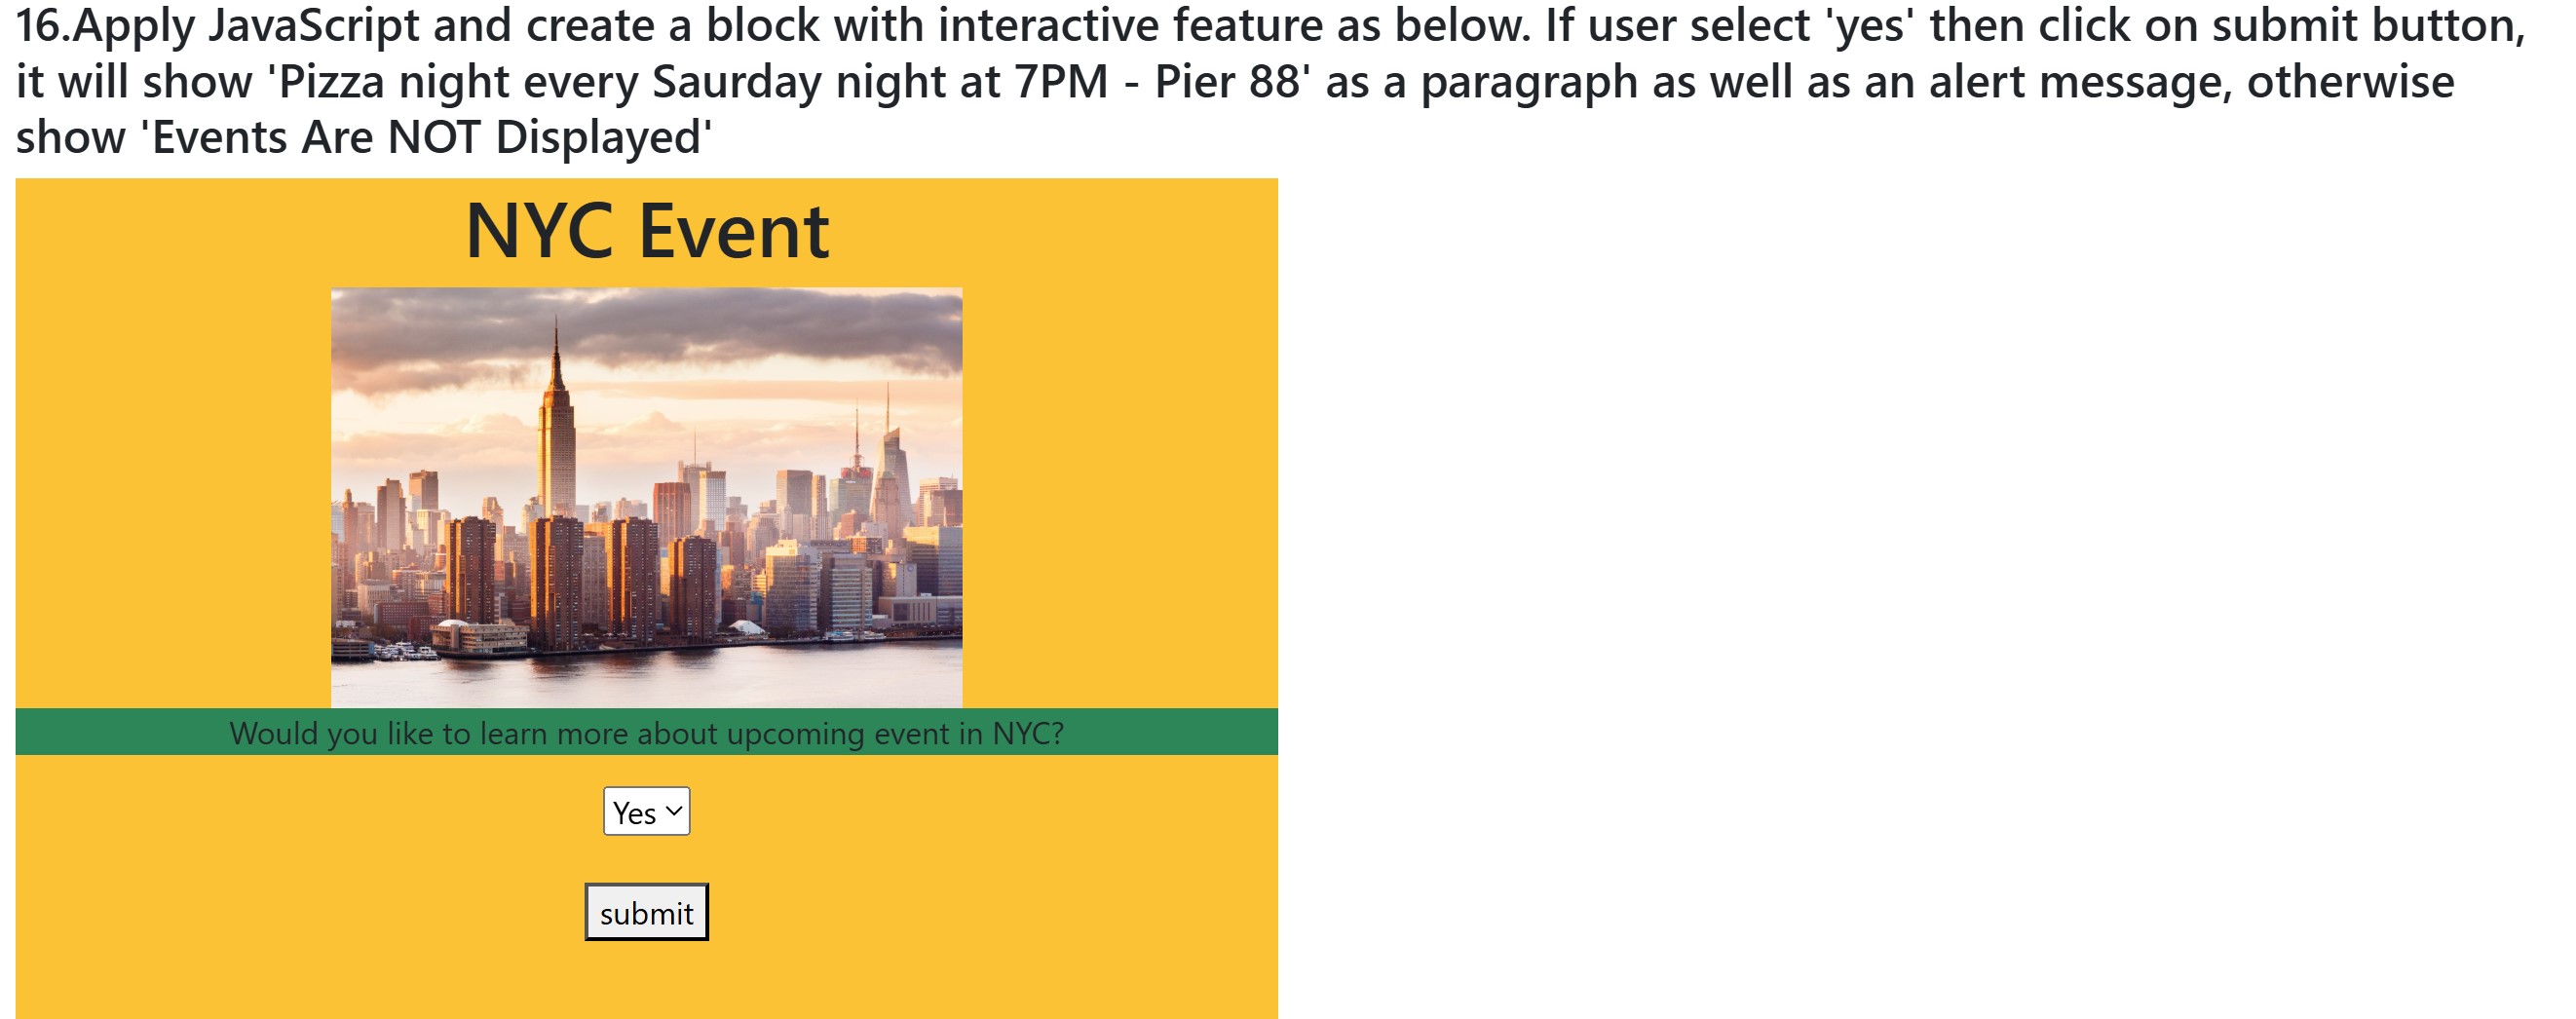 16.Apply JavaScript and create a block with interactive feature as below. If user select 'yes' then click on submit button,
it will show 'Pizza night every Saurday night at 7PM - Pier 88' as a paragraph as well as an alert message, otherwise
show 'Events Are NOT Displayed'
NYC Event
Would you like to learn more about upcoming event in NYC?
Yes
submit